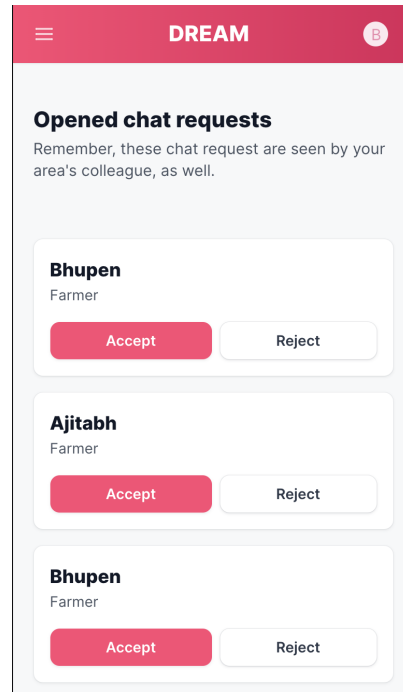 DREAM
B
Opened chat requests
Remember, these chat request are seen by your
area's colleague, as well.
Bhupen
Farmer
Accept Reject
Ajitabh
Farmer
Accept Reject
Bhupen
Farmer
Accept Reject